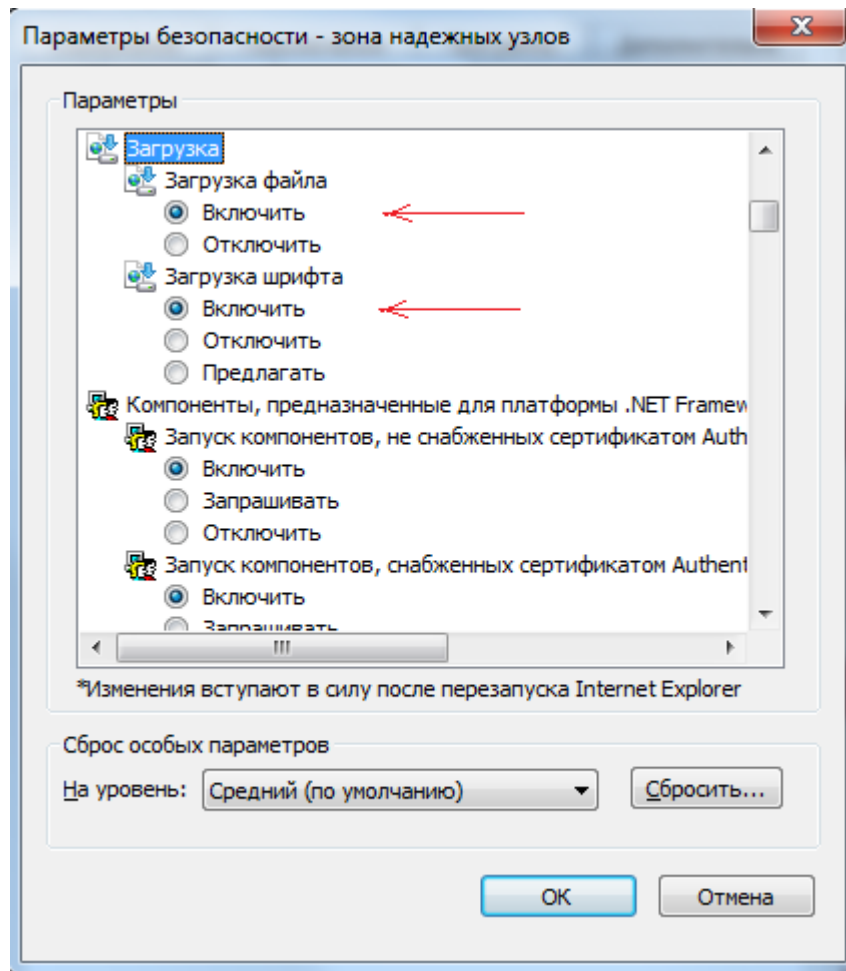 Параметры безопасности - зона надежных узлов
Параметры
Загрузка
Загрузка файла
Включить
Отключить
Загрузка шрифта
Включить
Отключить
Предлагать
Компоненты, предназначенные для платформы .NET Framew
Запуск компонентов, не снабженных сертификатом Auth
Включить
Запрашивать
Отключить
Запуск компонентов, снабженных сертификатом Authent
Включить
Запрашивать
*Изменения вступают в силу после перезапуска Internet Explorer
Сброс особых параметров
На уровень: Средний (по умолчанию) Сбросить...
ОК Отмена